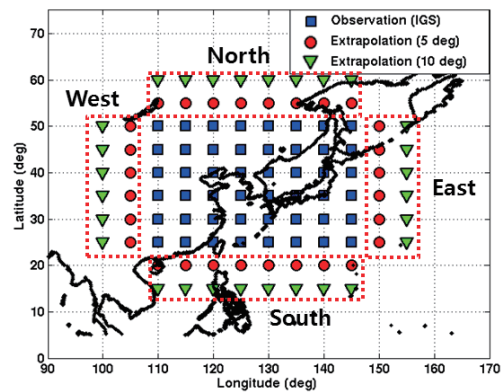 Observation (IGS)
Extrapolation (5 deg)
Extrapolation (10 deg)
North
West
East
South
Latitude (deg)
75
70
60
50
40
30
20
10
0
90
100
110
120
130
140
150
160
170
Longitude (deg)